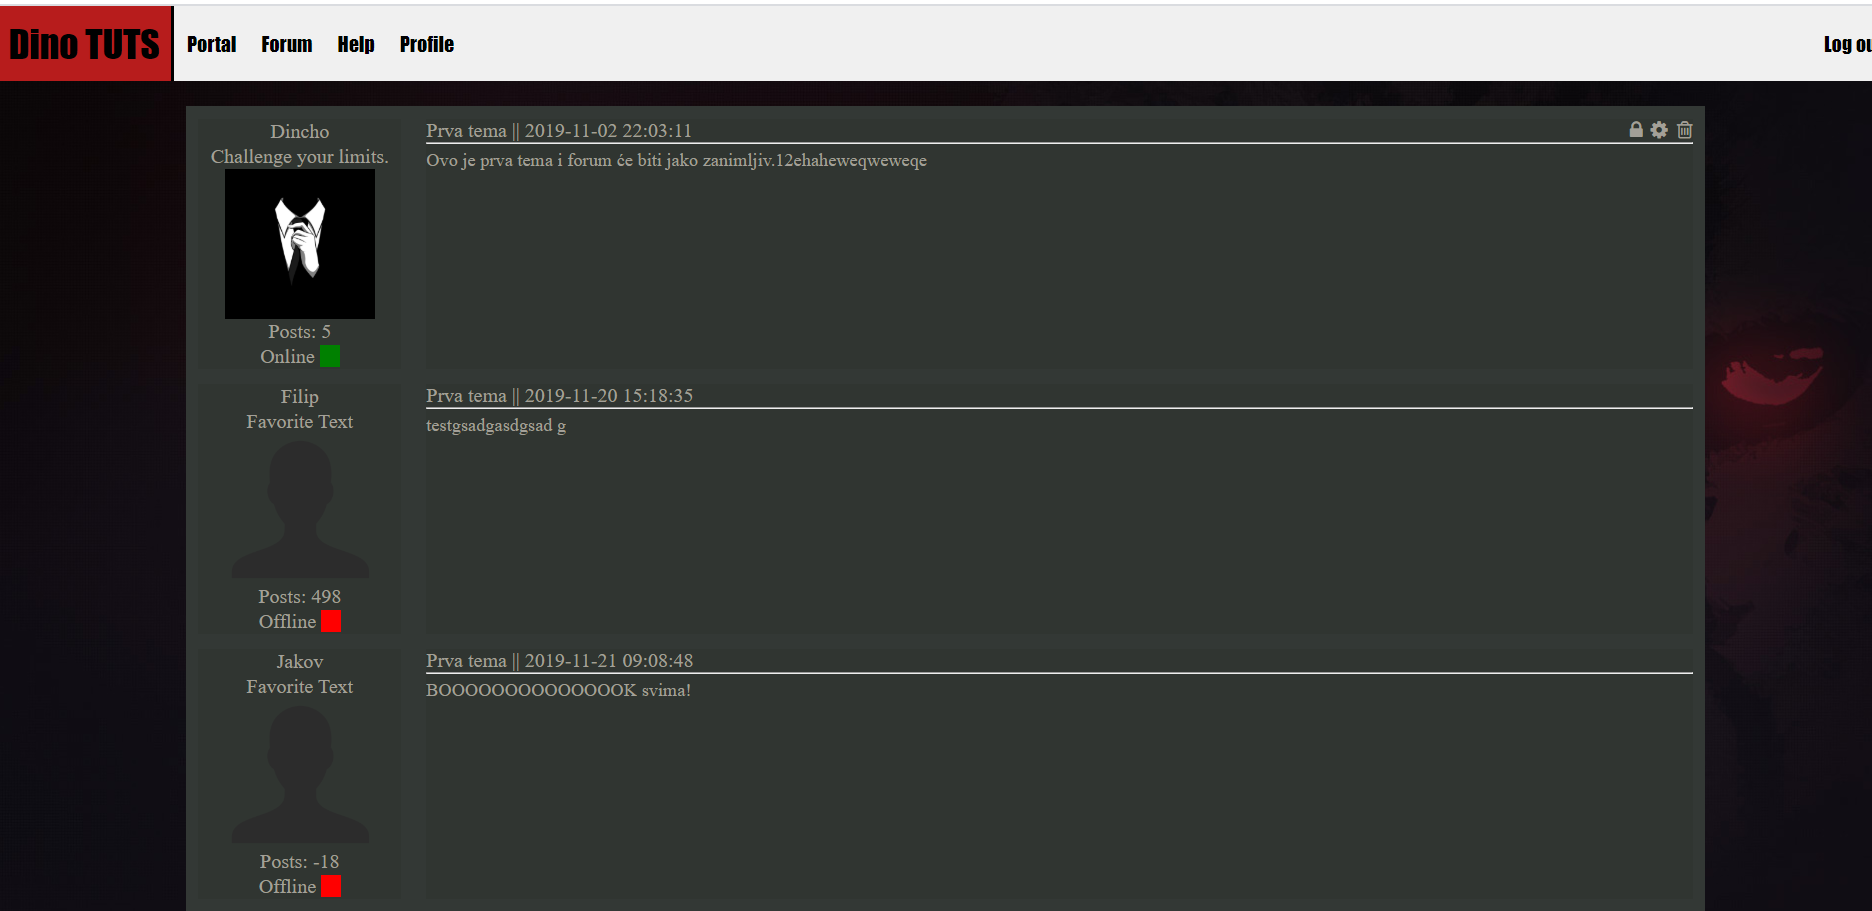 Dino TUTS
Portal Forum Help Profile
Log ou
Dincho
Challenge your limits.
Posts: 5
Online
Prva tema || 2019-11-02 22:03:11
Ovo je prva tema i forum će biti jako zanimljiv.12ehaheweqweweqe
Filip
Favorite Text
Posts: 498
Offline
Prva tema || 2019-11-20 15:18:35
testgsadgasdgsad g
Jakov
Favorite Text
Posts: -18
Offline
Prva tema || 2019-11-21 09:08:48
BOOOOOOOOOOOOOOK svima!